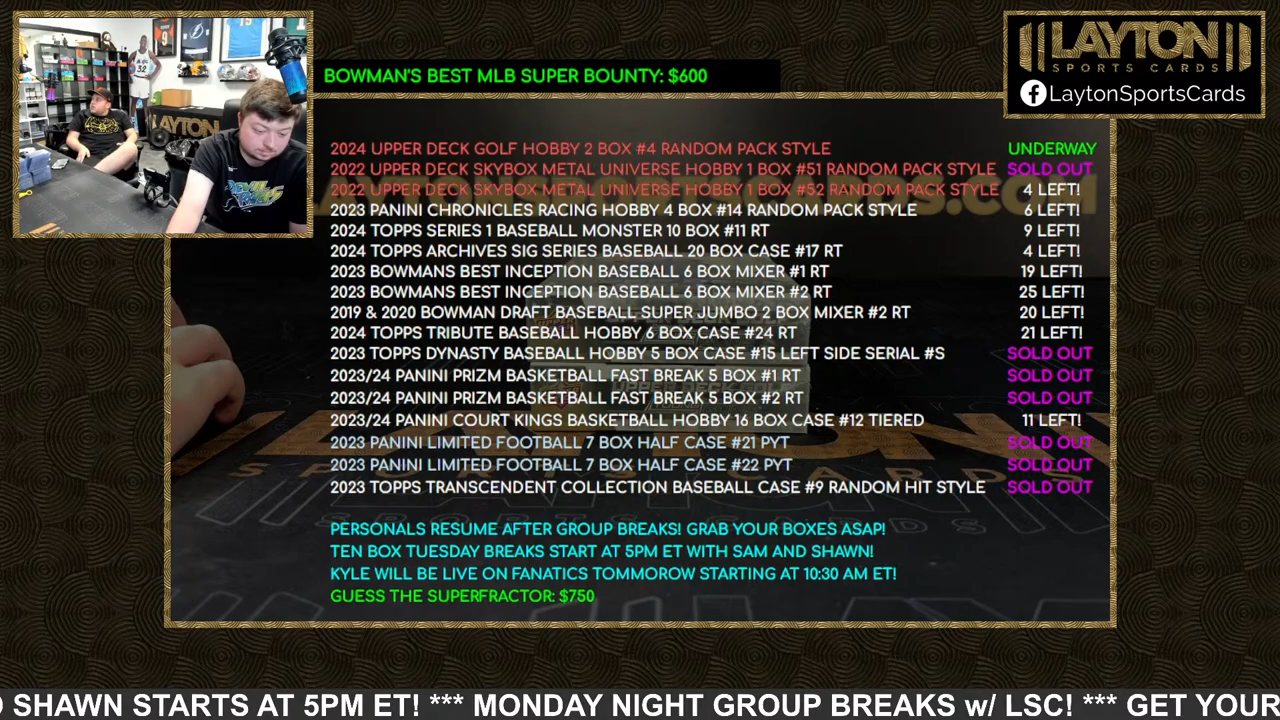 LAYTON
SPORTS CARDS
LaytonSportsCards
BOWMAN'S BEST MLB SUPER BOUNTY: $600
2024 UPPER DECK GOLF HOBBY 2 BOX #4 RANDOM PACK STYLE UNDERWAY
2022 UPPER DECK SKYBOX METAL UNIVERSE HOBBY 1 BOX #51 RANDOM PACK STYLE SOLD OUT
2022 UPPER DECK SKYBOX METAL UNIVERSE HOBBY 1 BOX #52 RANDOM PACK STYLE 4 LEFT!
2023 PANINI CHRONICLES RACING HOBBY 4 BOX #14 RANDOM PACK STYLE 6 LEFT!
2024 TOPPS SERIES 1 BASEBALL MONSTER 10 BOX #11 RT 9 LEFT!
2024 TOPPS ARCHIVES SIG SERIES BASEBALL 20 BOX CASE #17 RT 4 LEFT!
2023 BOWMANS BEST INCEPTION BASEBALL 6 BOX MIXER #1 RT 19 LEFT!
2023 BOWMANS BEST INCEPTION BASEBALL 6 BOX MIXER #2 RT 25 LEFT!
2019 & 2020 BOWMAN DRAFT BASEBALL SUPER JUMBO 2 BOX MIXER #2 RT 20 LEFT!
2024 TOPPS TRIBUTE BASEBALL HOBBY 6 BOX CASE #24 RT 21 LEFT!
2023 TOPPS DYNASTY BASEBALL HOBBY 5 BOX CASE #15 LEFT SIDE SERIAL #S SOLD OUT
2023/24 PANINI PRIZM BASKETBALL FAST BREAK 5 BOX #1 RT SOLD OUT
2023/24 PANINI PRIZM BASKETBALL FAST BREAK 5 BOX #2 RT SOLD OUT
2023/24 PANINI COURT KINGS BASKETBALL HOBBY 16 BOX CASE #12 TIERED 11 LEFT!
2023 PANINI LIMITED FOOTBALL 7 BOX HALF CASE #21 PYT SOLD OUT
2023 PANINI LIMITED FOOTBALL 7 BOX HALF CASE #22 PYT SOLD OUT
2023 TOPPS TRANSCENDENT COLLECTION BASEBALL CASE #9 RANDOM HIT STYLE SOLD OUT
PERSONALS RESUME AFTER GROUP BREAKS! GRAB YOUR BOXES ASAP!
TEN BOX TUESDAY BREAKS START AT 5PM ET WITH SAM AND SHAWN!
KYLE WILL BE LIVE ON FANATICS TOMMOROW STARTING AT 10:30 AM ET!
GUESS THE SUPERFRACTOR: $750
SHAWN STARTS AT 5PM ET! *** MONDAY NIGHT GROUP BREAKS w/ LSC! *** GET YOUR